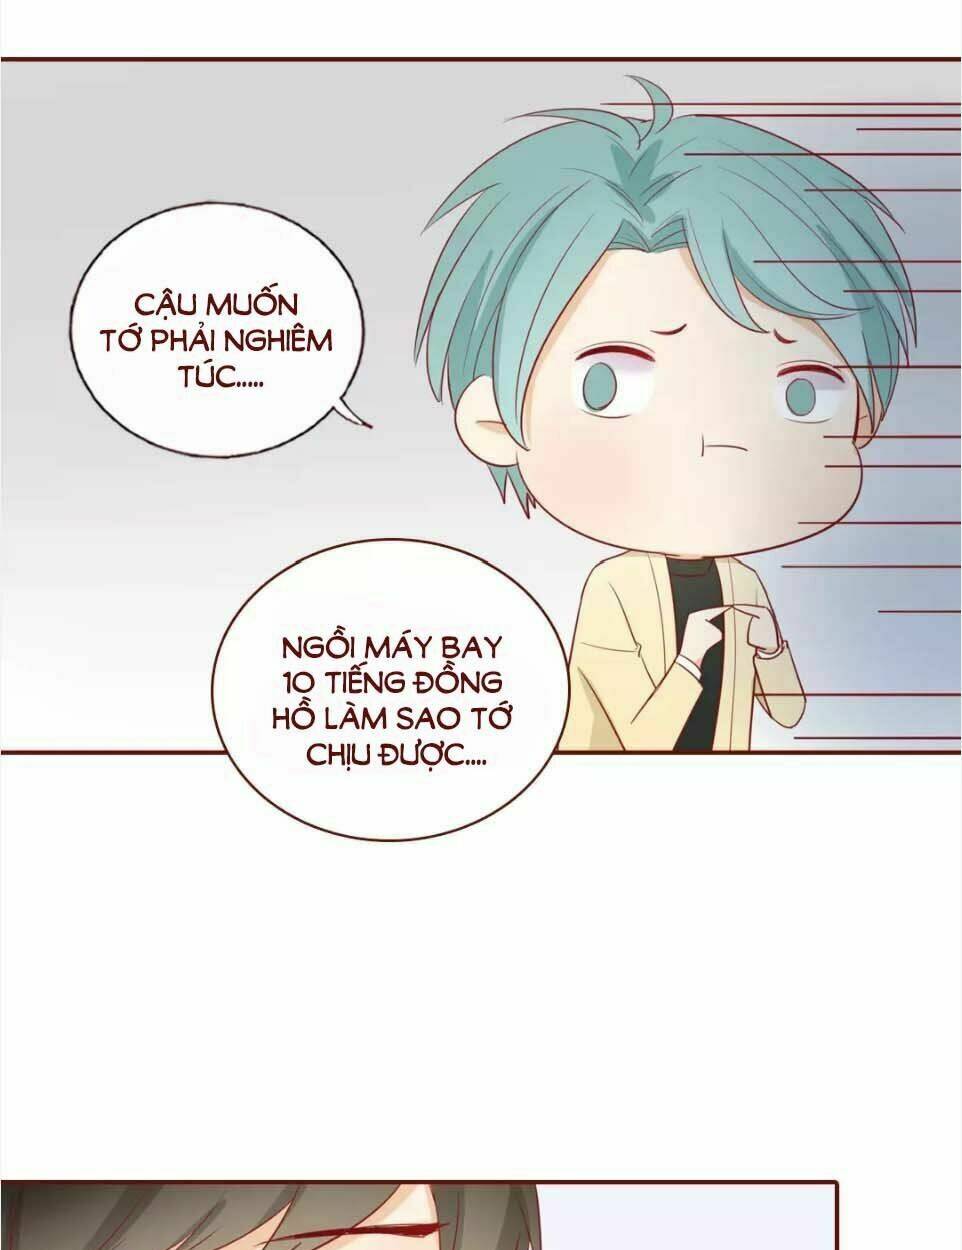 CẬU MUỐN
TỚ PHẢI NGHIÊM
TÚC.....
NGỒI MÁY BAY
10 TIẾNG ĐỒNG
HỒ LÀM SAO TỚ
CHỊU ĐƯỢC....